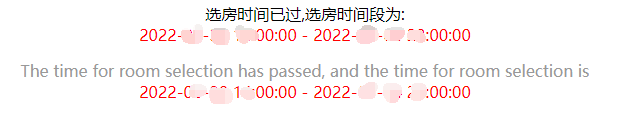 选房时间已过,选房时间段为:
2022- :00:00 - 2022- :00:00
The time for room selection has passed, and the time for room selection is
2022- :00:00 - 2022- :00:00